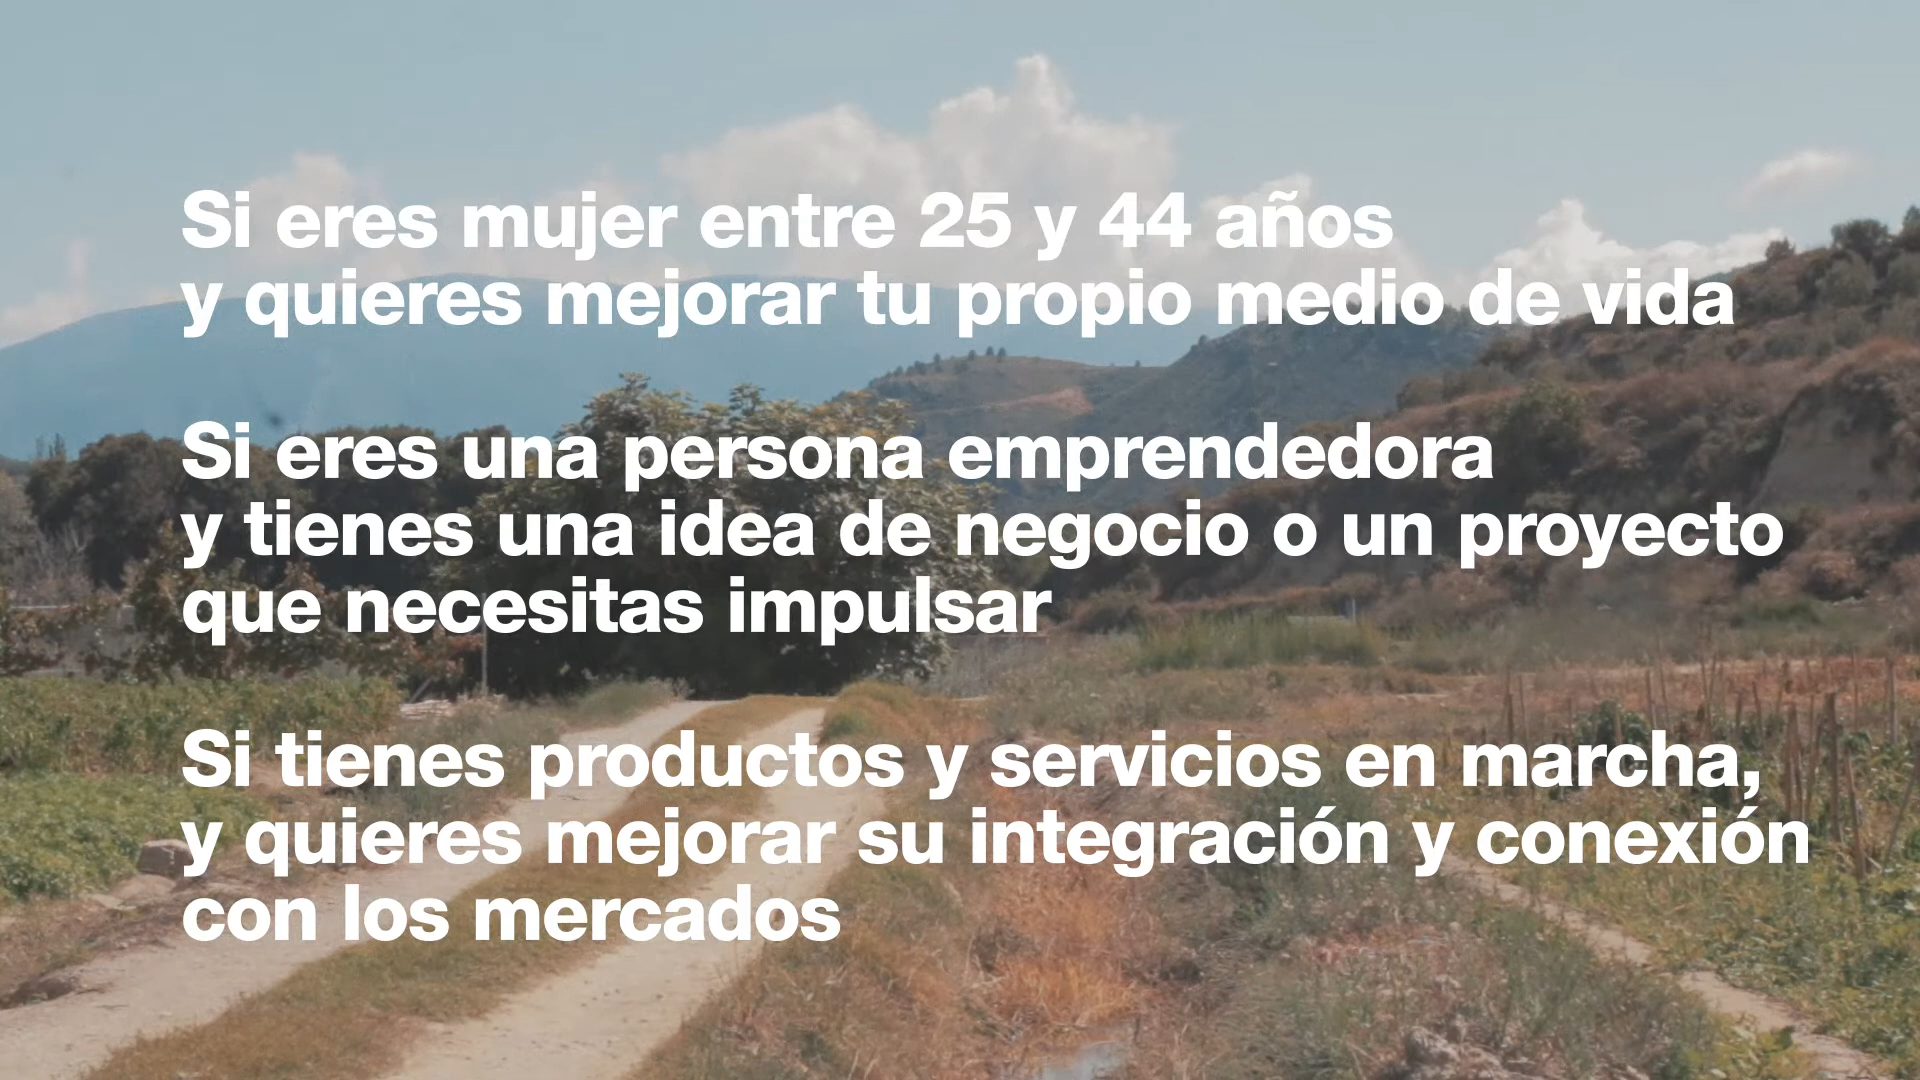 Si eres mujer entre 25 y 44 años
y quieres mejorar tu propio medio de vida
Si eres una persona emprendedora
y tienes una idea de negocio o un proyecto
que necesitas impulsar
Si tienes productos y servicios en marcha,
y quieres mejorar su integración y conexión
con los mercados